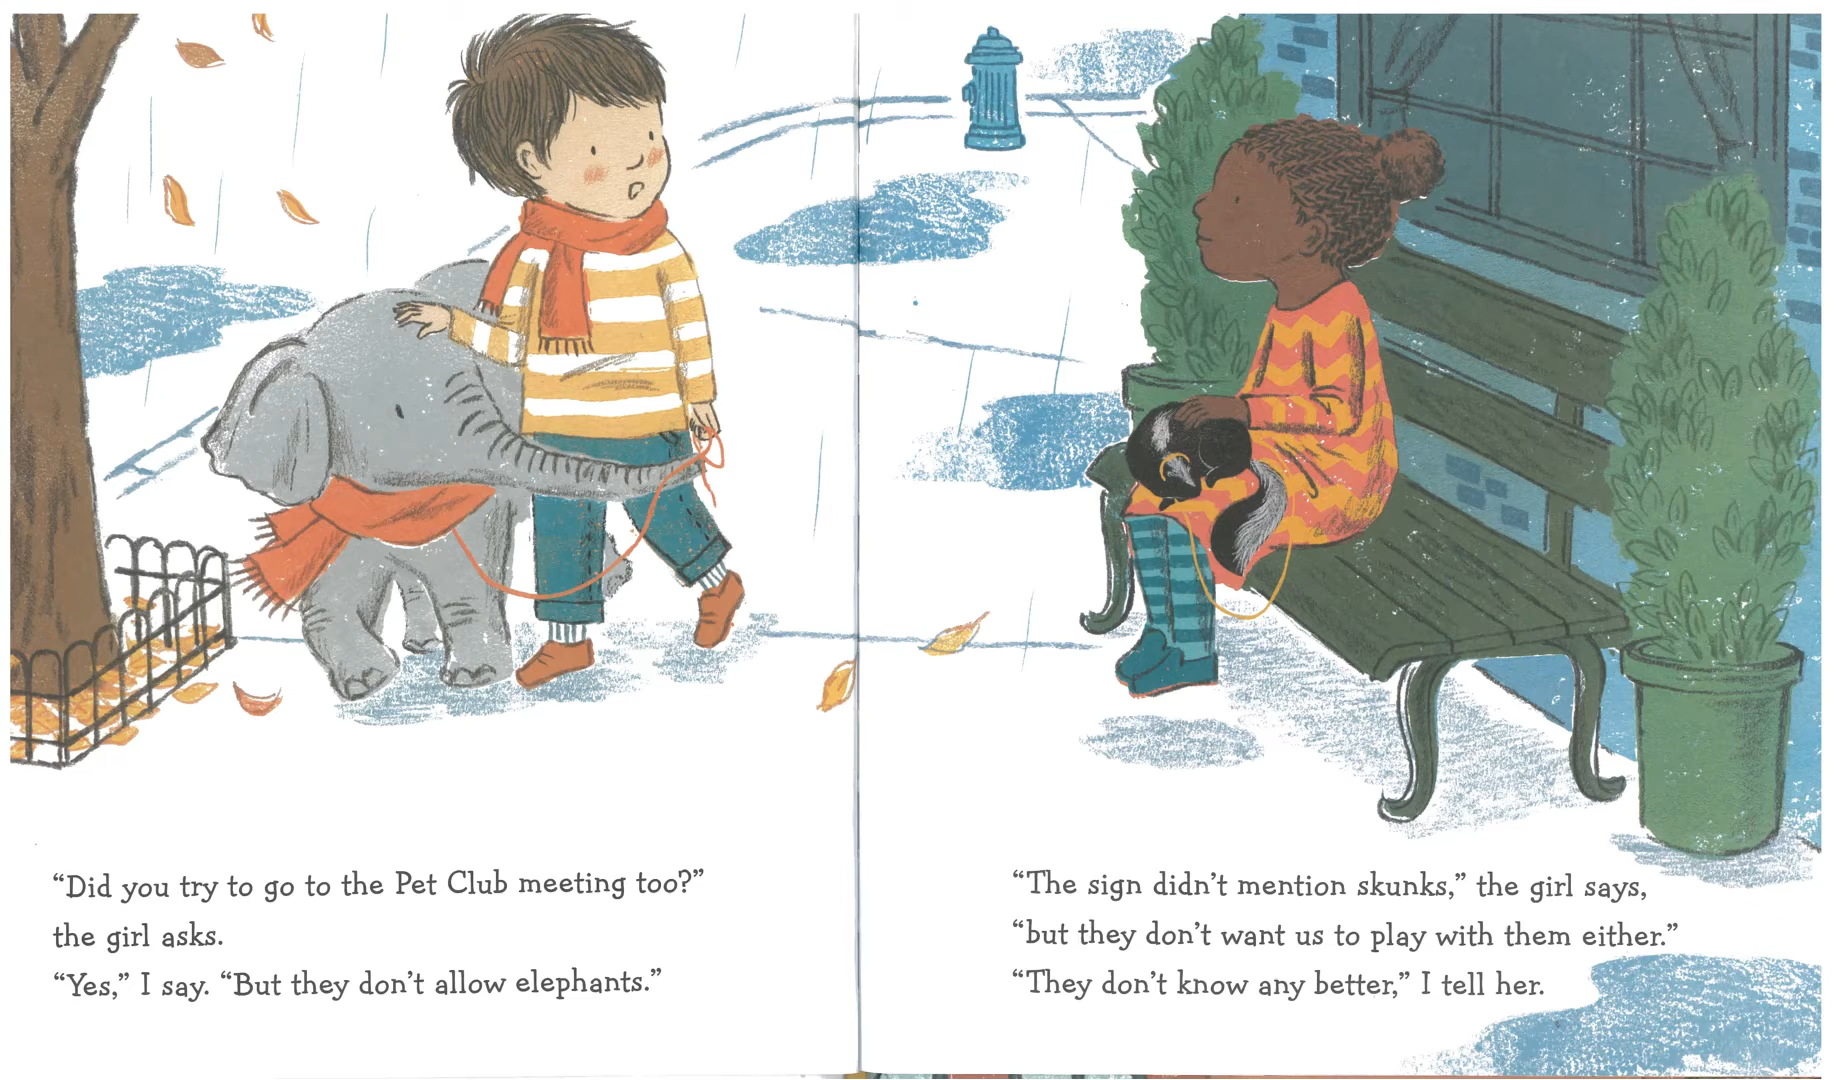 “Did you try to go to the Pet Club meeting too?”
the girl asks.
“Yes,” I say. “But they don’t allow elephants.”
“The sign didn’t mention skunks,” the girl says,
“but they don’t want us to play with them either.”
“They don’t know any better,” I tell her.